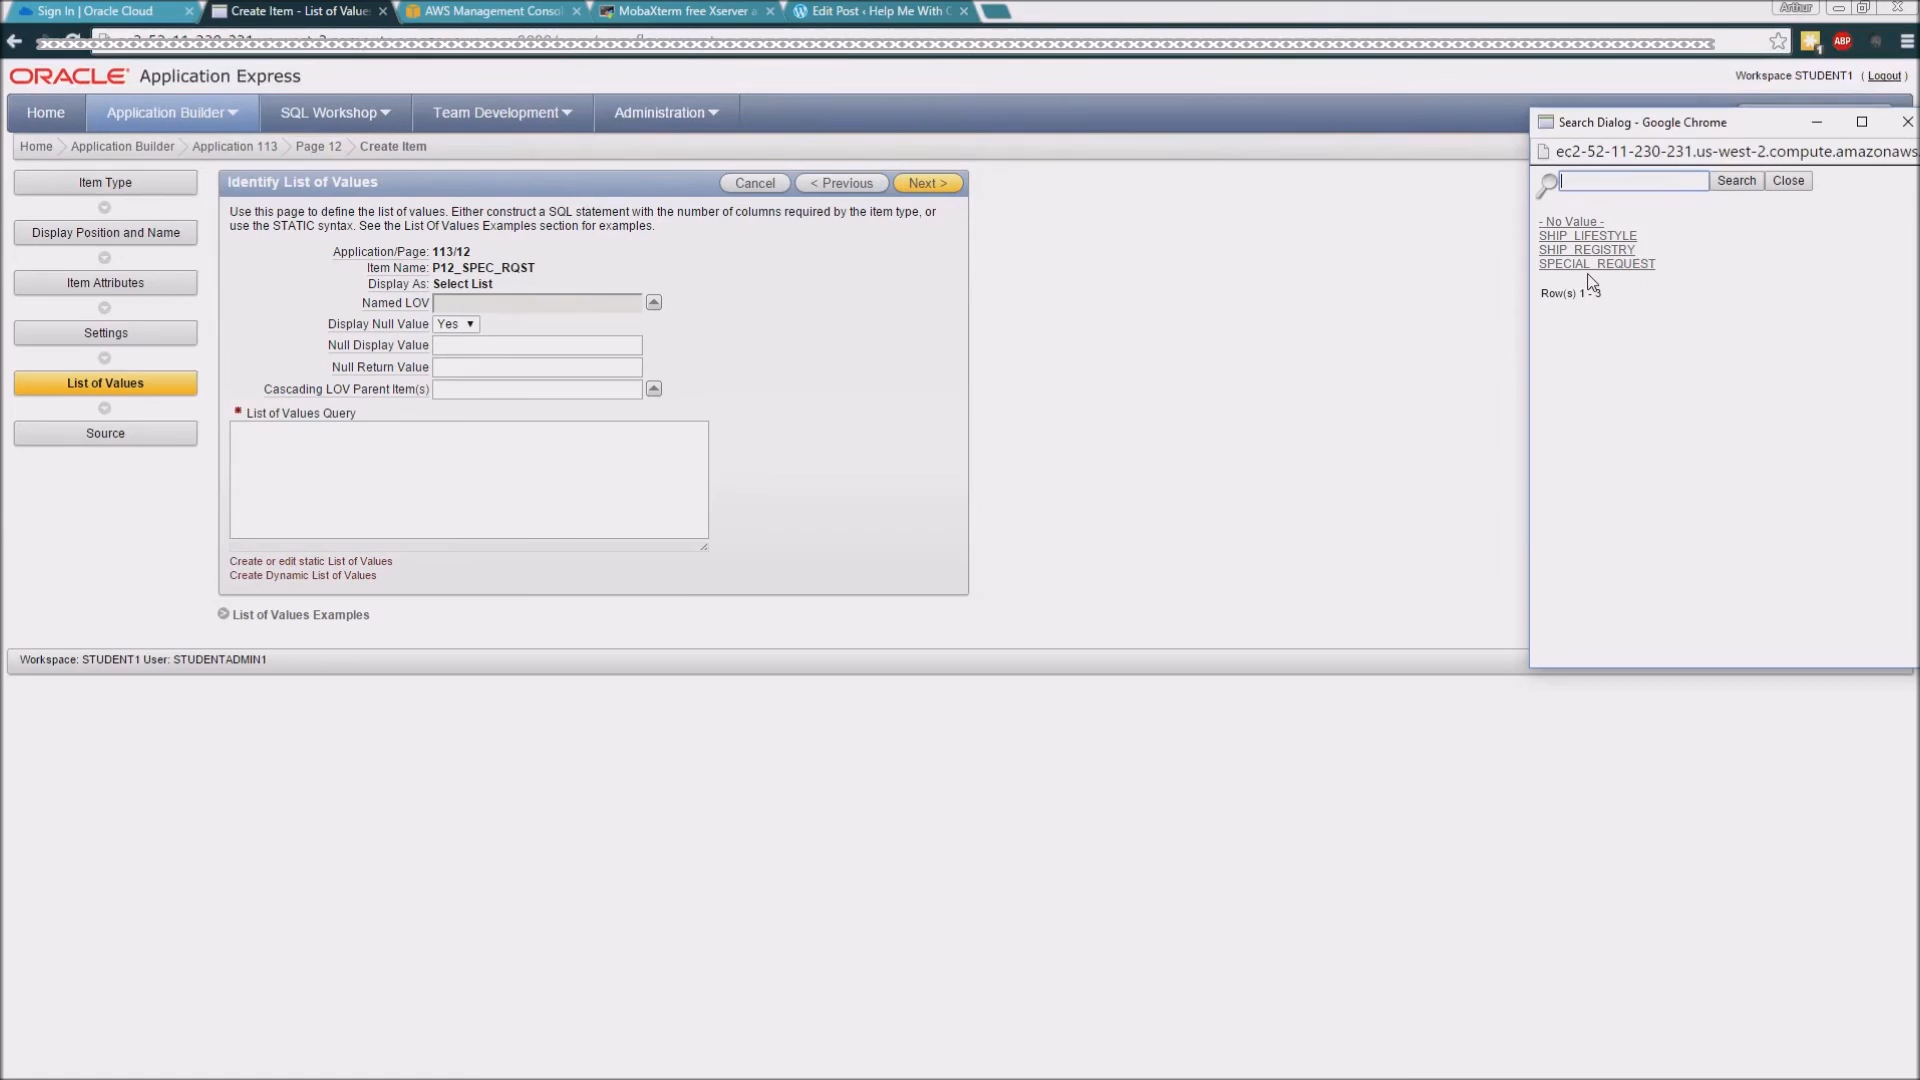 Sign In | Oracle Cloud
Create Item - List of Value
AWS Management Consol
MobaXterm free Xserver a
Edit Post ‹ Help Me With O
Arthur
ABP
ORACLE Application Express
Workspace STUDENT1 ( Logout )
Home
Application Builder
SQL Workshop
Team Development
Administration
Home
Application Builder
Application 113
Page 12
Create Item
Item Type
Display Position and Name
Item Attributes
Settings
List of Values
Source
Identify List of Values
Cancel
< Previous
Next >
Use this page to define the list of values. Either construct a SQL statement with the number of columns required by the item type, or
use the STATIC syntax. See the List Of Values Examples section for examples.
Application/Page: 113/12
Item Name: P12_SPEC_RQST
Display As: Select List
Named LOV
Display Null Value Yes
Null Display Value
Null Return Value
Cascading LOV Parent Item(s)
List of Values Query
Create or edit static List of Values
Create Dynamic List of Values
List of Values Examples
Workspace: STUDENT1 User: STUDENTADMIN1
Search Dialog - Google Chrome
ec2-52-11-230-231.us-west-2.compute.amazonaws.
Search
Close
- No Value -
SHIP_LIFESTYLE
SHIP_REGISTRY
SPECIAL_REQUEST
Row(s) 1 - 3